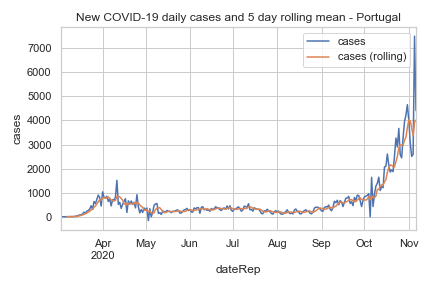 New COVID-19 daily cases and 5 day rolling mean - Portugal
cases
cases (rolling)
7000
6000
5000
4000
3000
2000
1000
0
cases
Apr May Jun Jul Aug Sep Oct Nov
2020
dateRep